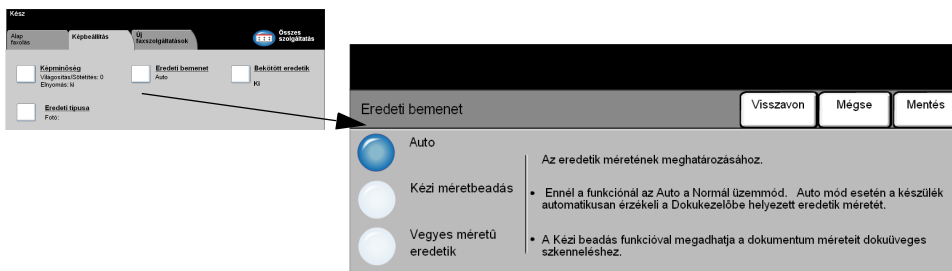 Kész
Alap
faxolás
Képbeállítás
Új
faxszolgáltatások
Összes
szolgáltatás
Képminőség
Világosítás/Sötétítés: 0
Elnyomás: ki
Eredeti bemenet
Auto
Bekötött eredetik
KI
Eredeti típusa
Fotó:
Eredeti bemenet
Visszavon
Mégse
Mentés
Auto
Kézi méretbeadás
Vegyes méretû
eredetik
Az eredetik méretének meghatározásához.
• Ennél a funkciónál az Auto a Normál üzemmód. Auto mód esetén a készülék
automatikusan érzékeli a Dokukezelõbe helyezett eredetik méretét.
• A Kézi beadás funkcióval megadhatja a dokumentum méreteit dokuüveges
szkenneléshez.